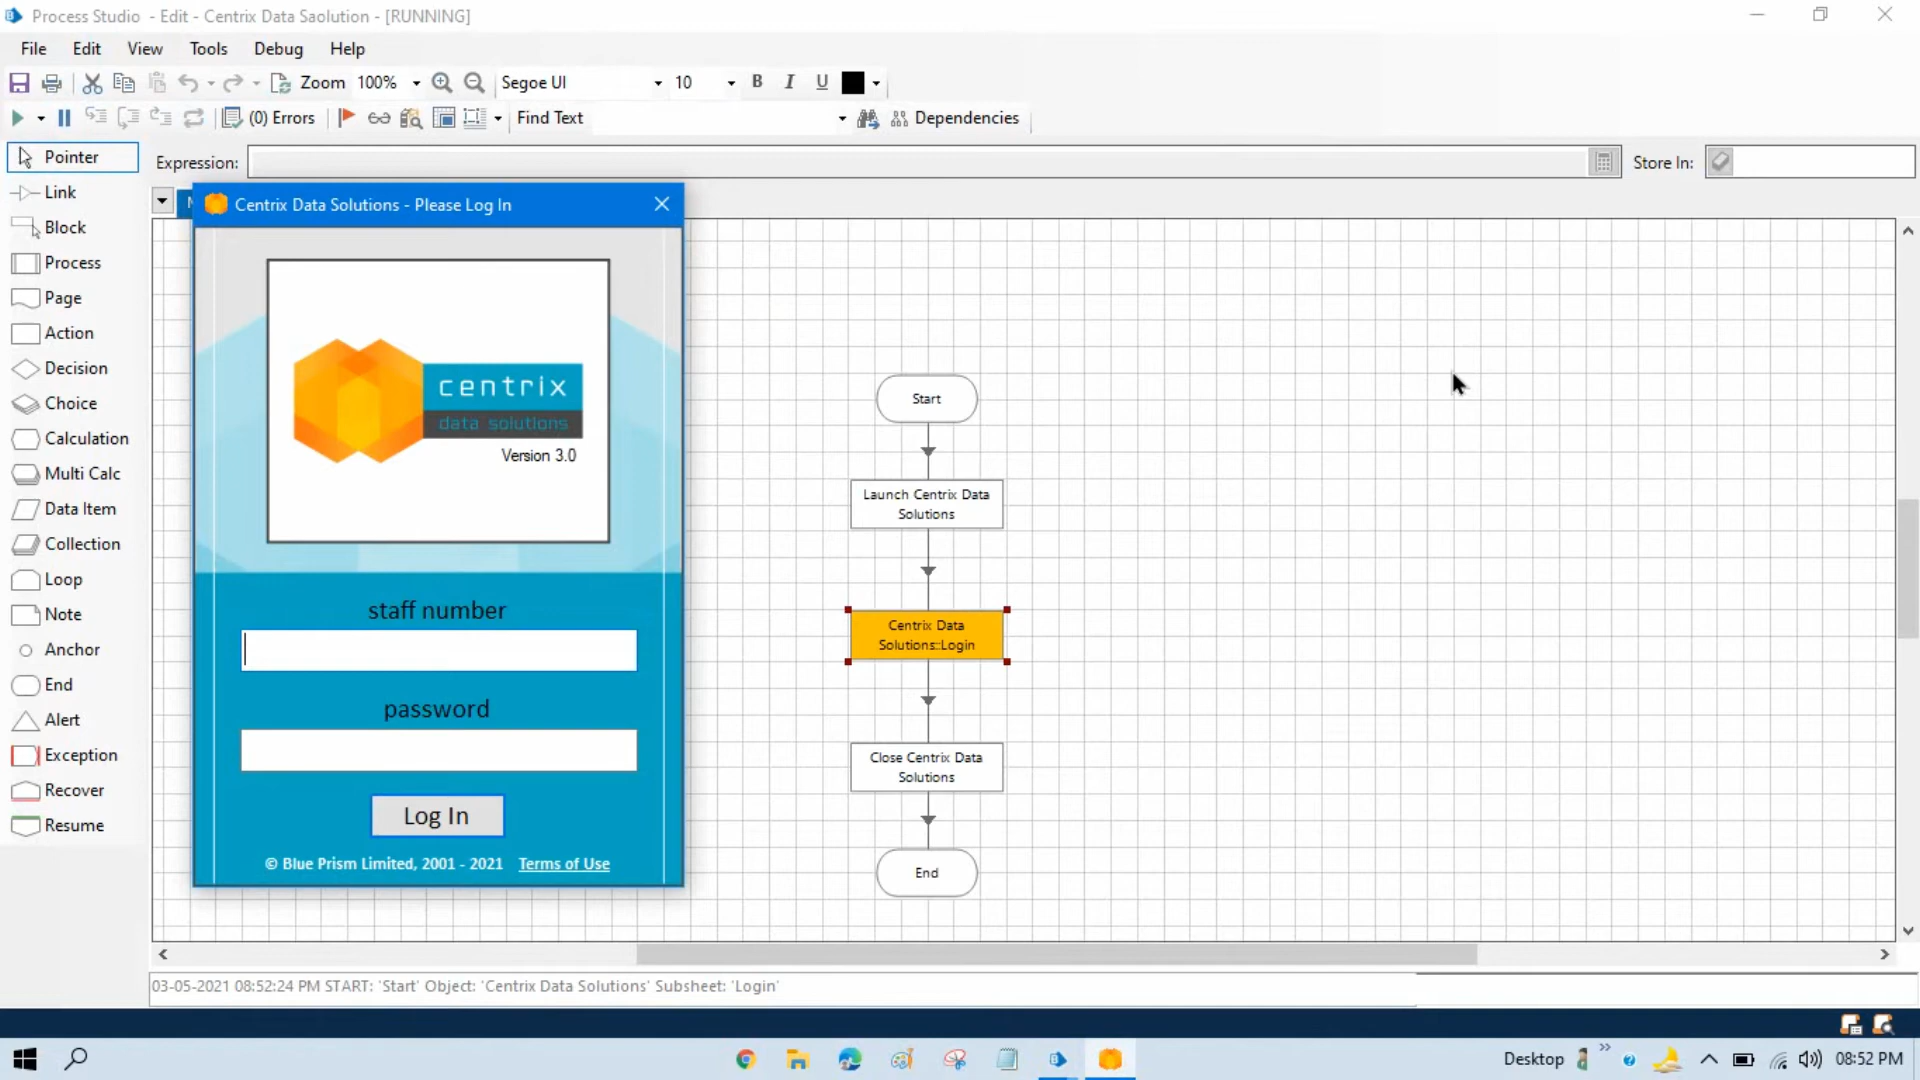 Process Studio - Edit - Centrix Data Saolution - [RUNNING]
File Edit View Tools Debug Help
Zoom 100% Segoe UI 10 B I U
(0) Errors Find Text Dependencies
Pointer
Expression: Store In:
Link
Block
Process
Page
Action
Decision
Choice
Calculation
Multi Calc
Data Item
Collection
Loop
Note
Anchor
End
Alert
Exception
Recover
Resume
Centrix Data Solutions - Please Log In
centrix
data solutions
Version 3.0
staff number
password
Log In
© Blue Prism Limited, 2001 - 2021 Terms of Use
Start
Launch Centrix Data
Solutions
Centrix Data
Solutions::Login
Close Centrix Data
Solutions
End
03-05-2021 08:52:24 PM START: 'Start' Object: 'Centrix Data Solutions' Subsheet: 'Login'
Desktop 08:52 PM